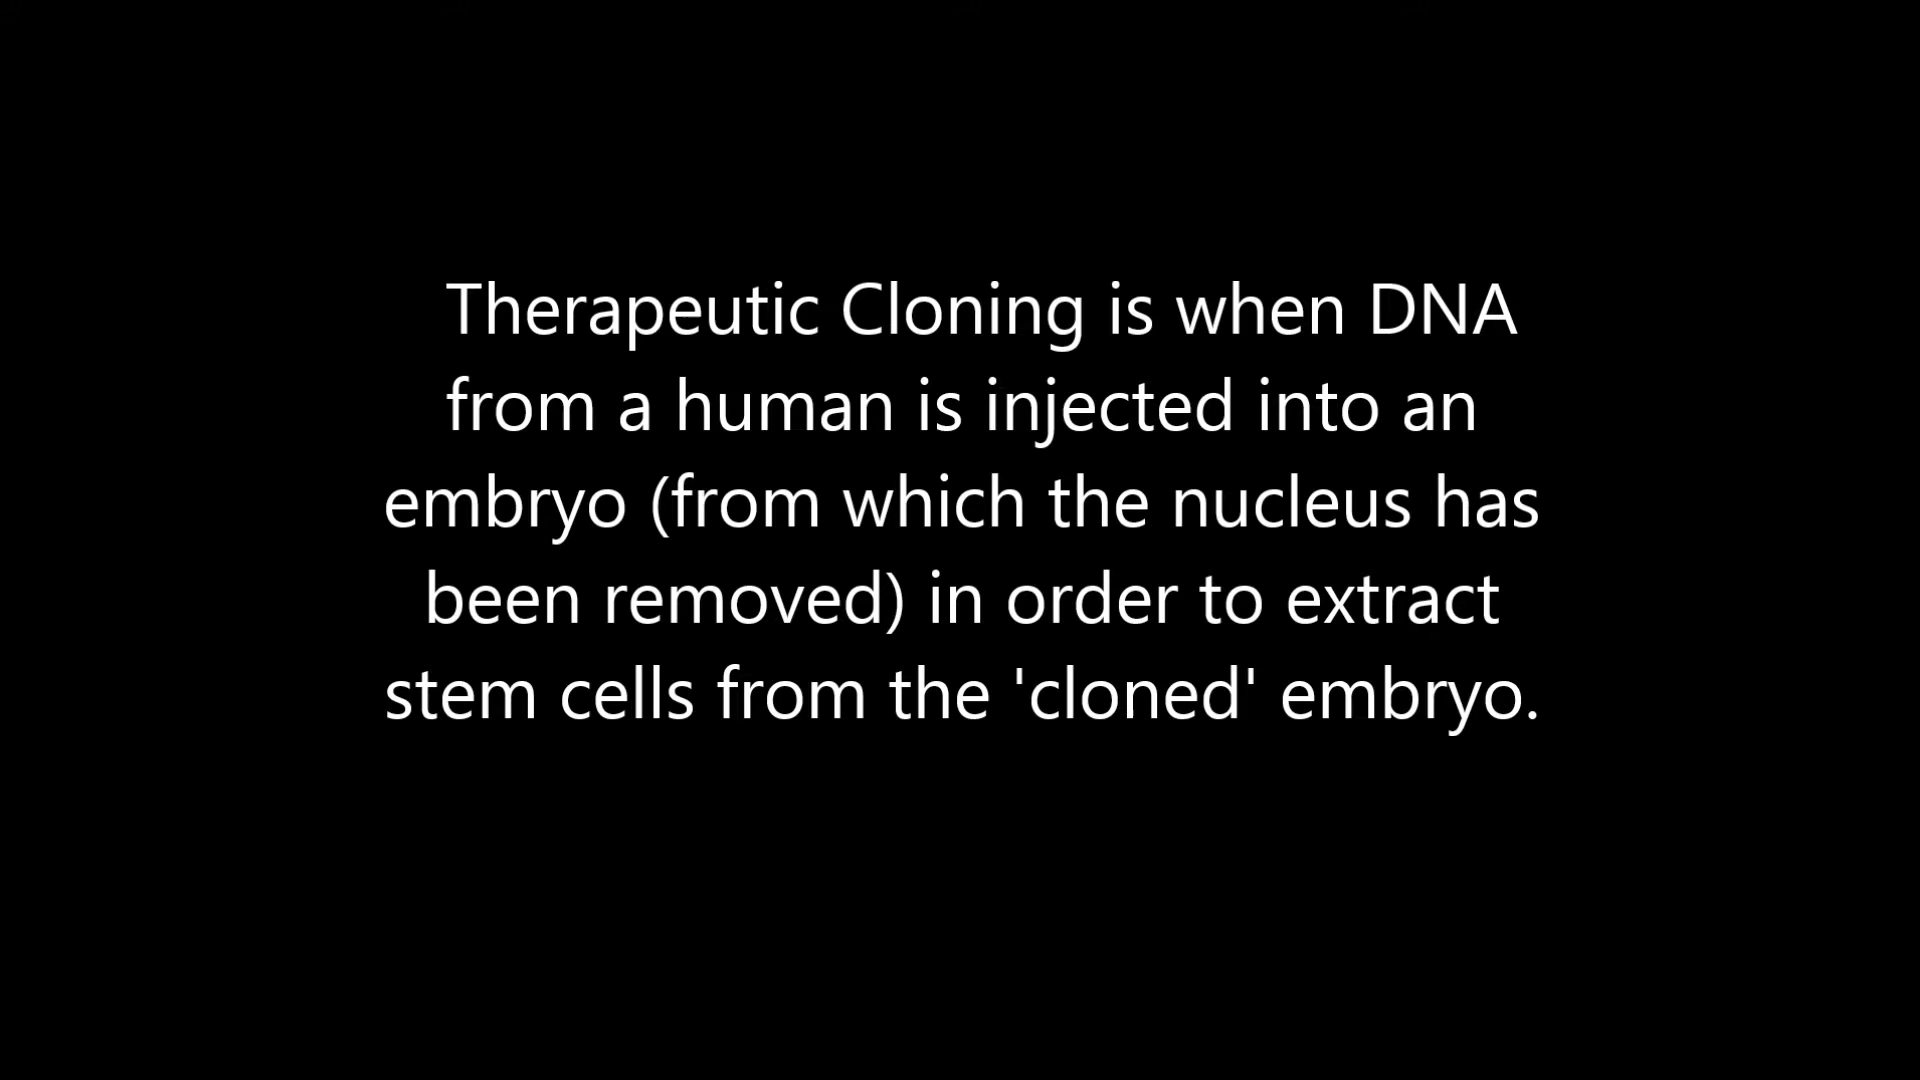 Therapeutic Cloning is when DNA
from a human is injected into an
embryo (from which the nucleus has
been removed) in order to extract
stem cells from the 'cloned' embryo.